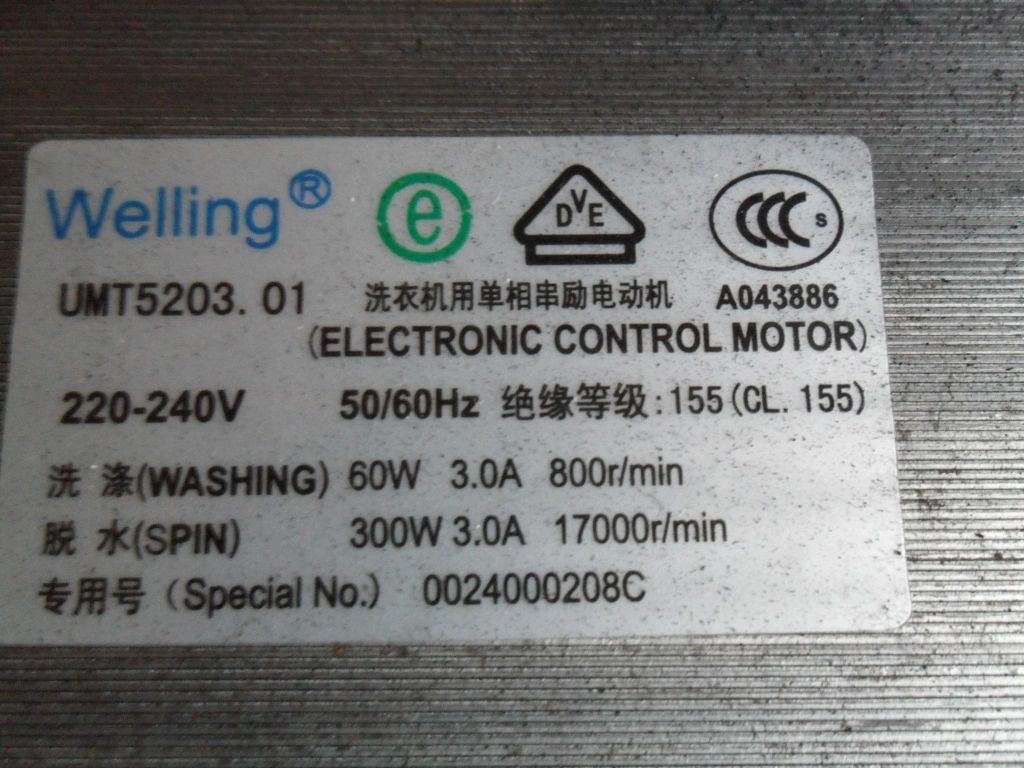 Welling® e DVE CCC S
UMT5203.01 洗衣机用单相串励电动机 A043886
(ELECTRONIC CONTROL MOTOR)
220-240V 50/60Hz 绝缘等级:155(CL.155)
洗 涤(WASHING) 60W 3.0A 800r/min
脱 水(SPIN) 300W 3.0A 17000r/min
专用号(Special No.) 0024000208C